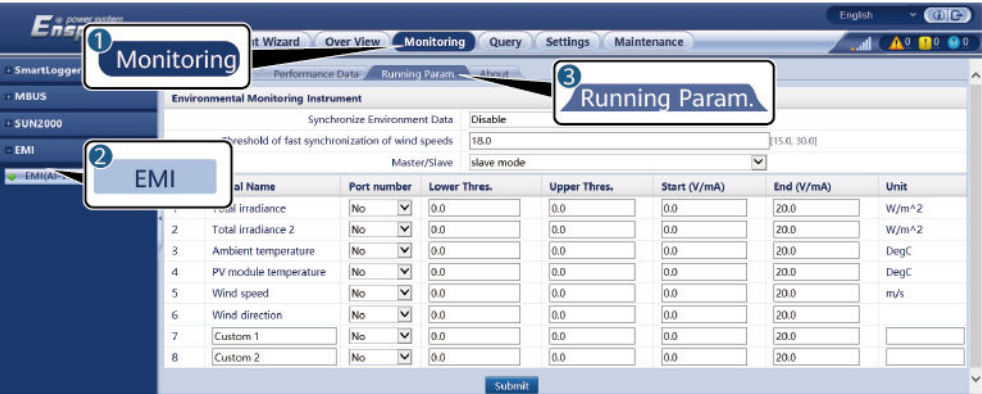 English
power system
1 Monitoring
nt Wizard Over View Monitoring Query Settings Maintenance
0 0 0
SmartLogger
Performance Data Running Param. About
3 Running Param.
MBUS
Environmental Monitoring Instrument
SUN2000
Synchronize Environment Data Disable
EMI
Threshold of fast synchronization of wind speeds 18.0 [15.0, 30.0]
Master/Slave slave mode
2 EMI
al Name Port number Lower Thres. Upper Thres. Start (V/mA) End (V/mA) Unit
1 Total irradiance No 0.0 0.0 0.0 20.0 W/m^2
2 Total irradiance 2 No 0.0 0.0 0.0 20.0 W/m^2
3 Ambient temperature No 0.0 0.0 0.0 20.0 DegC
4 PV module temperature No 0.0 0.0 0.0 20.0 DegC
5 Wind speed No 0.0 0.0 0.0 20.0 m/s
6 Wind direction No 0.0 0.0 0.0 20.0
7 Custom 1 No 0.0 0.0 0.0 20.0
8 Custom 2 No 0.0 0.0 0.0 20.0
Submit